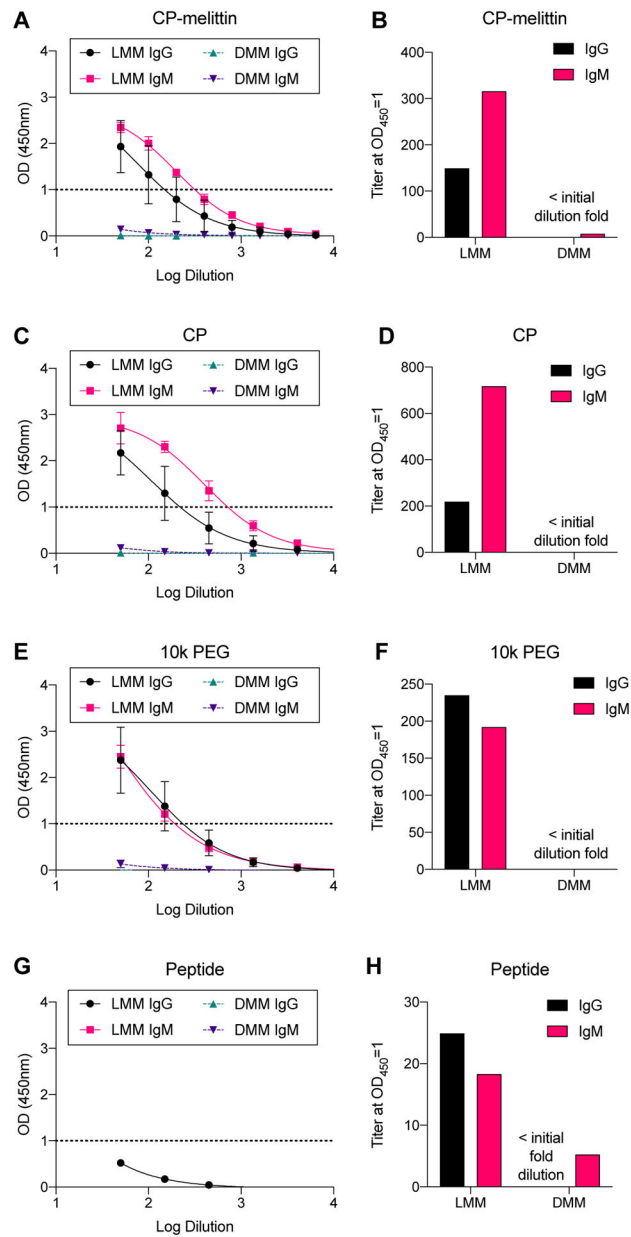 A
CP-melittin
LMM IgG
DMM IgG
LMM IgM
DMM IgM
4
3
2
1
0
OD (450nm)
1
2
3
4
Log Dilution
B
CP-melittin
IgG
IgM
400
300
200
100
0
Titer at OD450=1
< initial
dilution fold
LMM
DMM
C
CP
LMM IgG
DMM IgG
LMM IgM
DMM IgM
4
3
2
1
0
OD (450nm)
1
2
3
4
Log Dilution
D
CP
IgG
IgM
800
600
400
200
0
Titer at OD450=1
< initial
dilution fold
LMM
DMM
E
10k PEG
LMM IgG
DMM IgG
LMM IgM
DMM IgM
4
3
2
1
0
OD (450nm)
1
2
3
4
Log Dilution
F
10k PEG
IgG
IgM
250
200
150
100
50
0
Titer at OD450=1
< initial
dilution fold
LMM
DMM
G
Peptide
LMM IgG
DMM IgG
LMM IgM
DMM IgM
4
3
2
1
0
OD (450nm)
1
2
3
4
Log Dilution
H
Peptide
IgG
IgM
30
20
10
0
Titer at OD450=1
< initial
fold
dilution
LMM
DMM